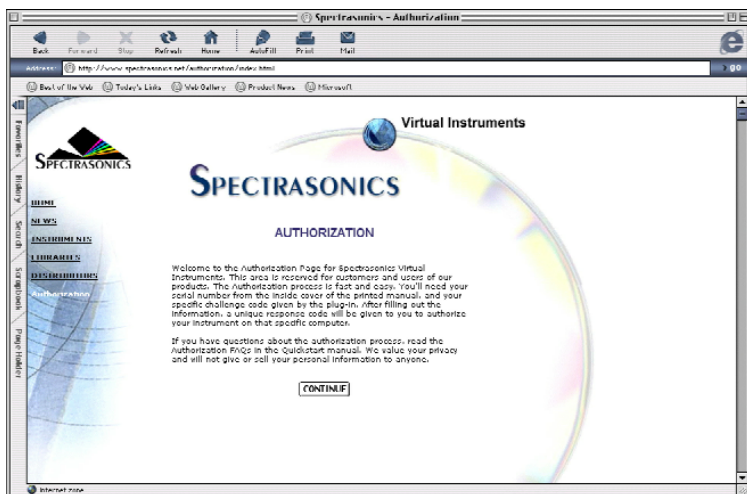 Spectrasonics - Authorization
Back Forward Stop Refresh Home AutoFill Print Mail
Address: http://www.spectrasonics.net/authorization/index.html go
Best of the Web Today's Links Web Gallery Product News Microsoft
Favorites
History
Search
Scrapbook
Page Holder
SPECTRASONICS
HOME
NEWS
INSTRUMENTS
LIBRARIES
DISTRIBUTORS
Authorization
Virtual Instruments
SPECTRASONICS
AUTHORIZATION
Welcome to the Authorization Page for Spectrasonics Virtual
Instruments. This area is reserved for customers and users of our
products. The Authorization process is fast and easy. You'll need your
serial number from the inside cover of the printed manual, and your
specific challenge code given by the plug-in. After filling out the
information, a unique response code will be given to you to authorize
your instrument on that specific computer.
If you have questions about the authorization process, read the
Authorization FAQs in the Quickstart manual. We value your privacy
and will not give or sell your personal information to anyone.
CONTINUE
Internet zone